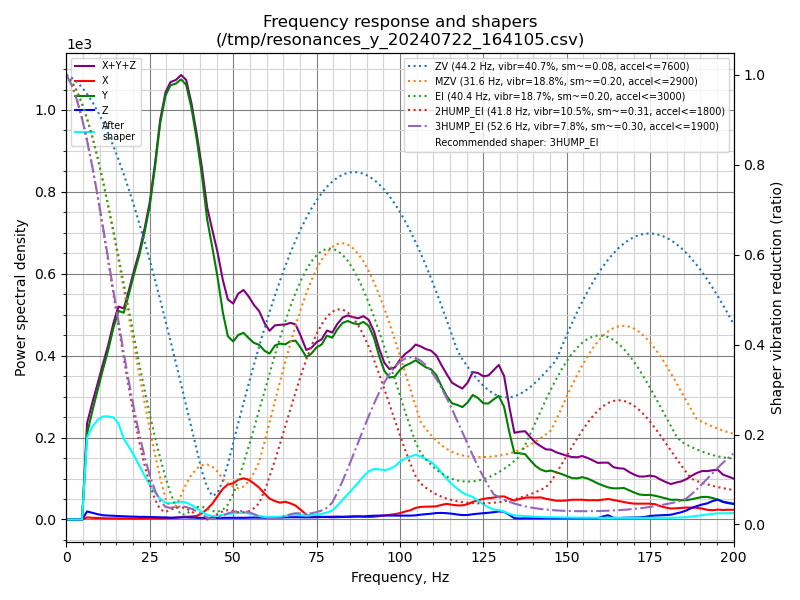 Frequency response and shapers
(/tmp/resonances_y_20240722_164105.csv)
1e3
X+Y+Z
X
Y
Z
After
shaper
ZV (44.2 Hz, vibr=40.7%, sm~=0.08, accel<=7600)
MZV (31.6 Hz, vibr=18.8%, sm~=0.20, accel<=2900)
EI (40.4 Hz, vibr=18.7%, sm~=0.20, accel<=3000)
2HUMP_EI (41.8 Hz, vibr=10.5%, sm~=0.31, accel<=1800)
3HUMP_EI (52.6 Hz, vibr=7.8%, sm~=0.30, accel<=1900)
Recommended shaper: 3HUMP_EI
Power spectral density
1.0
0.8
0.6
0.4
0.2
0.0
1.0
0.8
0.6
0.4
0.2
0.0
Shaper vibration reduction (ratio)
0 25 50 75 100 125 150 175 200
Frequency, Hz